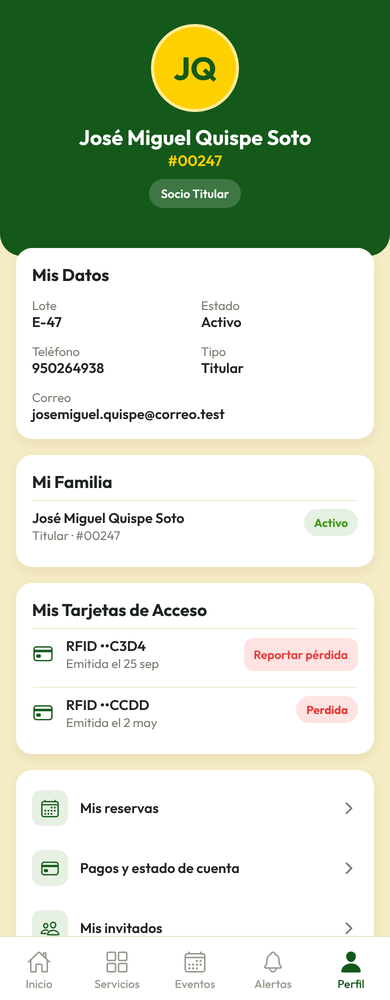 JQ
José Miguel Quispe Soto
#00247
Socio Titular
Mis Datos
Lote
E-47
Estado
Activo
Teléfono
950264938
Tipo
Titular
Correo
josemiguel.quispe@correo.test
Mi Familia
José Miguel Quispe Soto
Titular · #00247
Activo
Mis Tarjetas de Acceso
RFID ••C3D4
Emitida el 25 sep
Reportar pérdida
RFID ••CCDD
Emitida el 2 may
Perdida
Mis reservas
Pagos y estado de cuenta
Mis invitados
Inicio
Servicios
Eventos
Alertas
Perfil